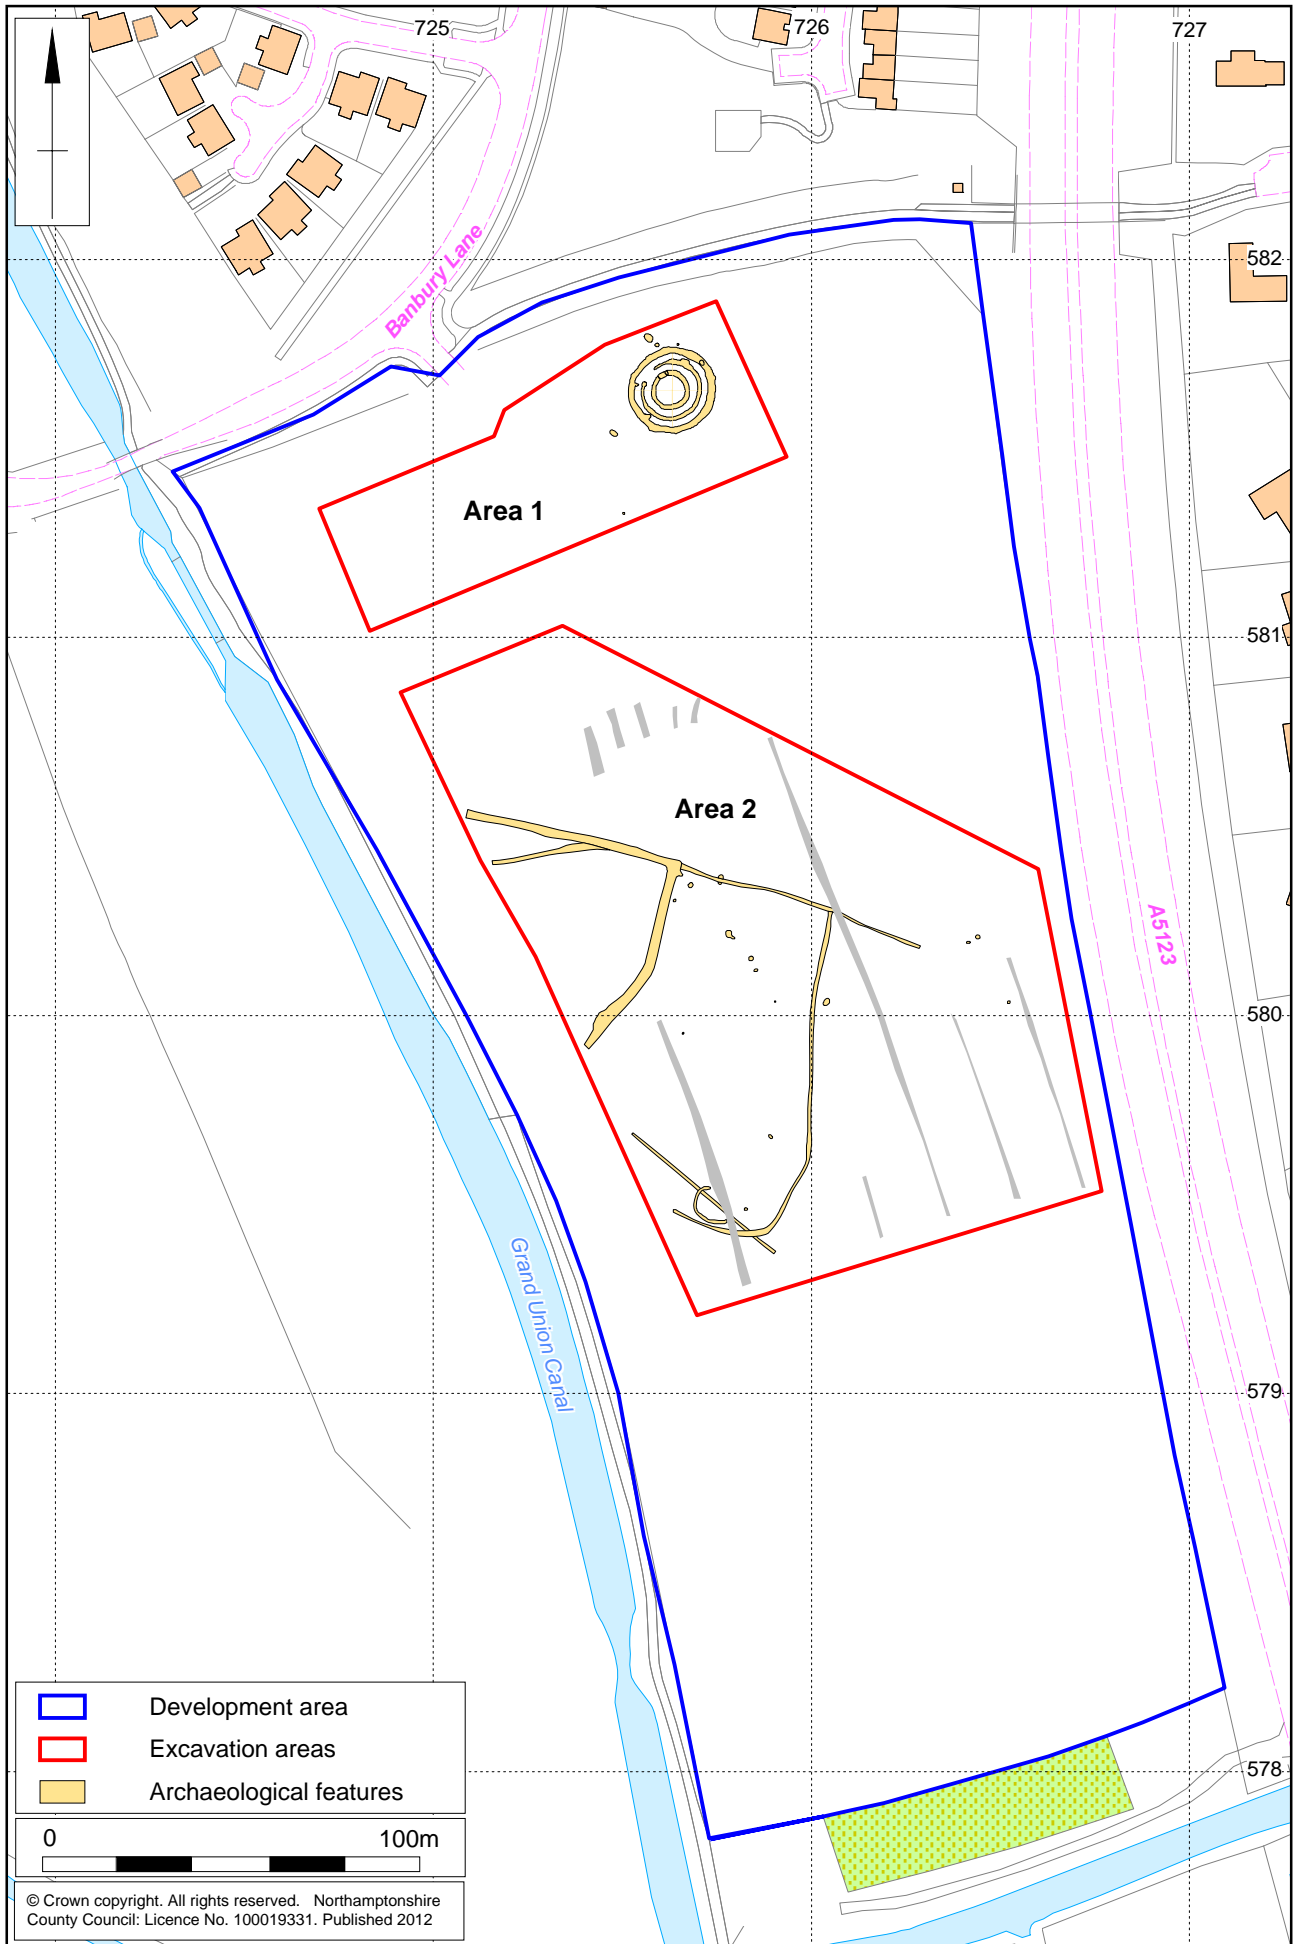 725
726
727
582
Banbury Lane
Area 1
581
Area 2
A5123
580
Grand Union Canal
579
578
Development area
Excavation areas
Archaeological features
0 100m
© Crown copyright. All rights reserved. Northamptonshire
County Council: Licence No. 100019331. Published 2012